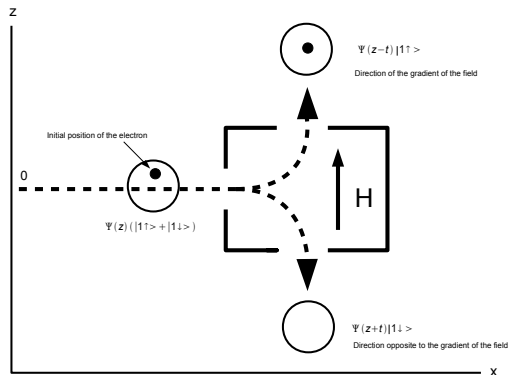 z
Ψ(z−t)|1↑>
Direction of the gradient of the field
Initial position of the electron
0
H
Ψ(z)(|1↑>+|1↓>)
Ψ(z+t)|1↓>
Direction opposite to the gradient of the field
x